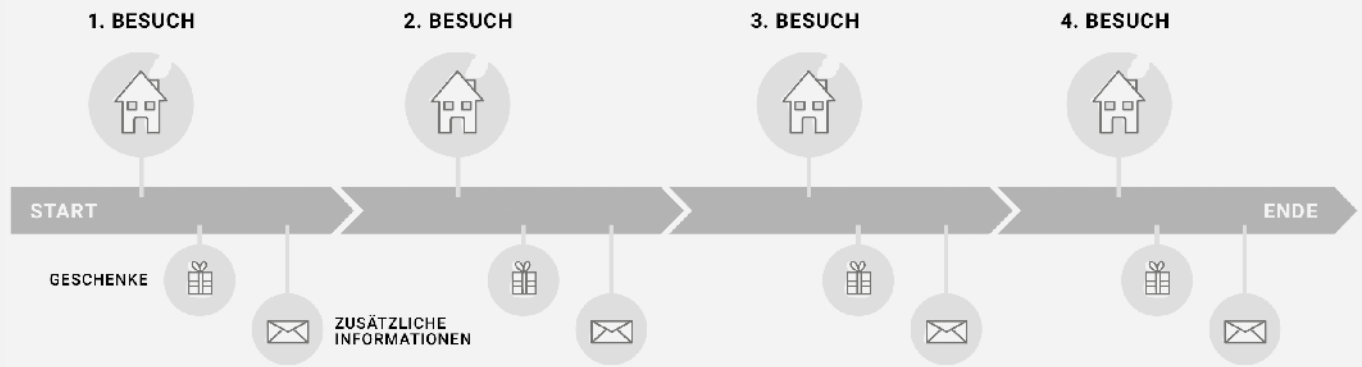 1. BESUCH
2. BESUCH
3. BESUCH
4. BESUCH
START
ENDE
GESCHENKE
ZUSÄTZLICHE
INFORMATIONEN